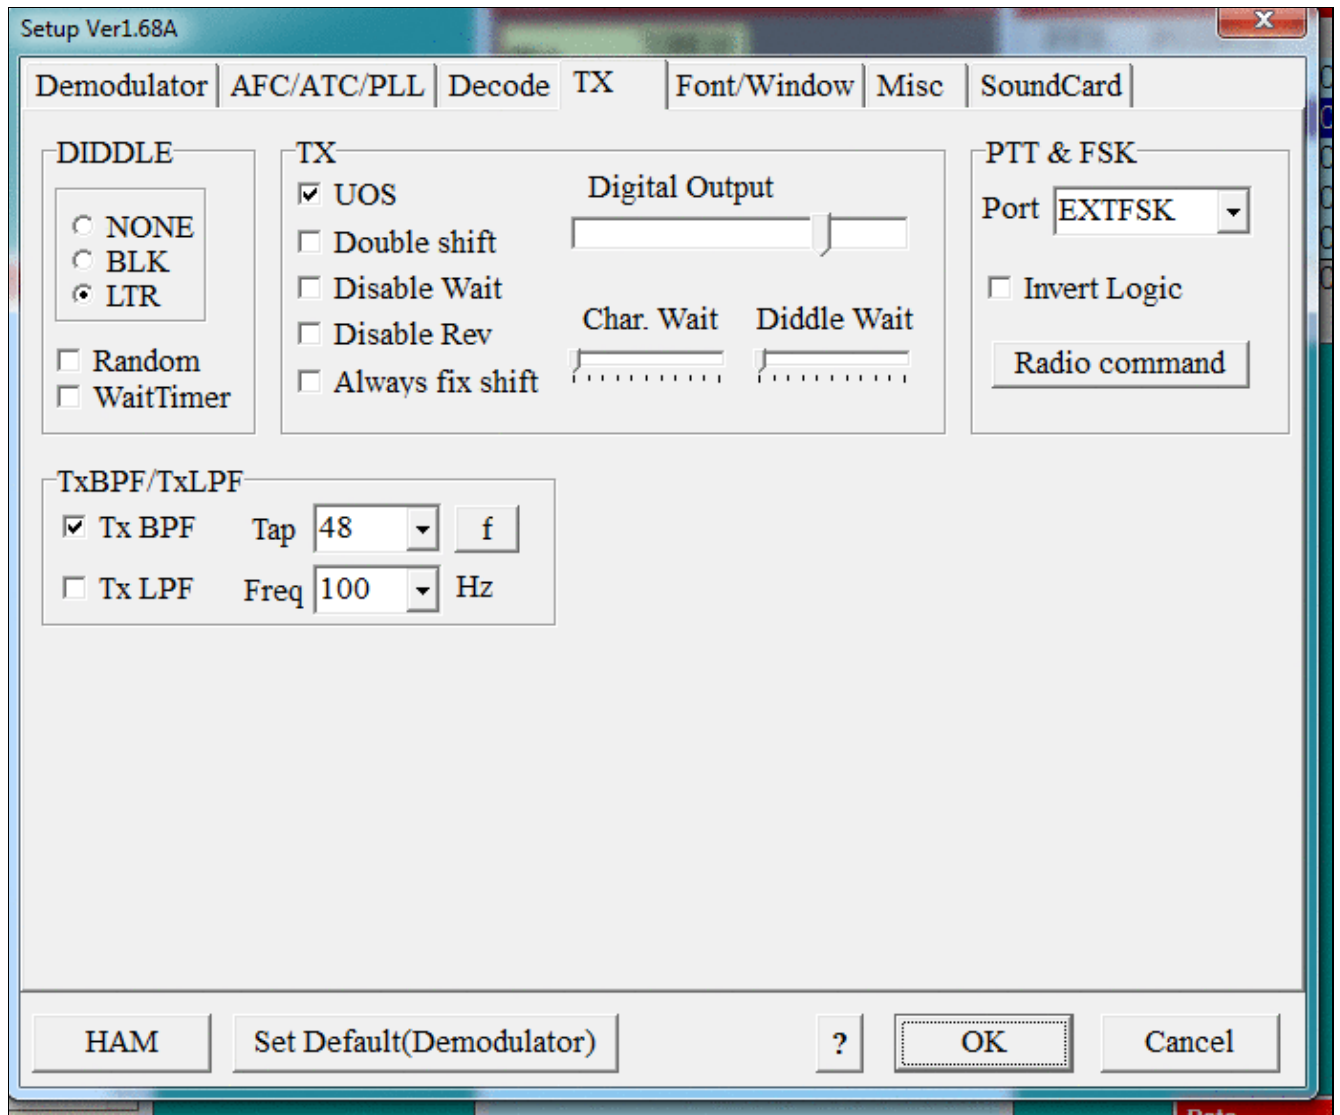 Setup Ver1.68A
Demodulator AFC/ATC/PLL Decode TX Font/Window Misc SoundCard
DIDDLE
NONE
BLK
LTR
Random
WaitTimer
TX
UOS
Double shift
Disable Wait
Disable Rev
Always fix shift
Digital Output
Char. Wait Diddle Wait
PTT & FSK
Port EXTFSK
Invert Logic
Radio command
TxBPF/TxLPF
Tx BPF Tap 48 f
Tx LPF Freq 100 Hz
HAM Set Default(Demodulator) ? OK Cancel